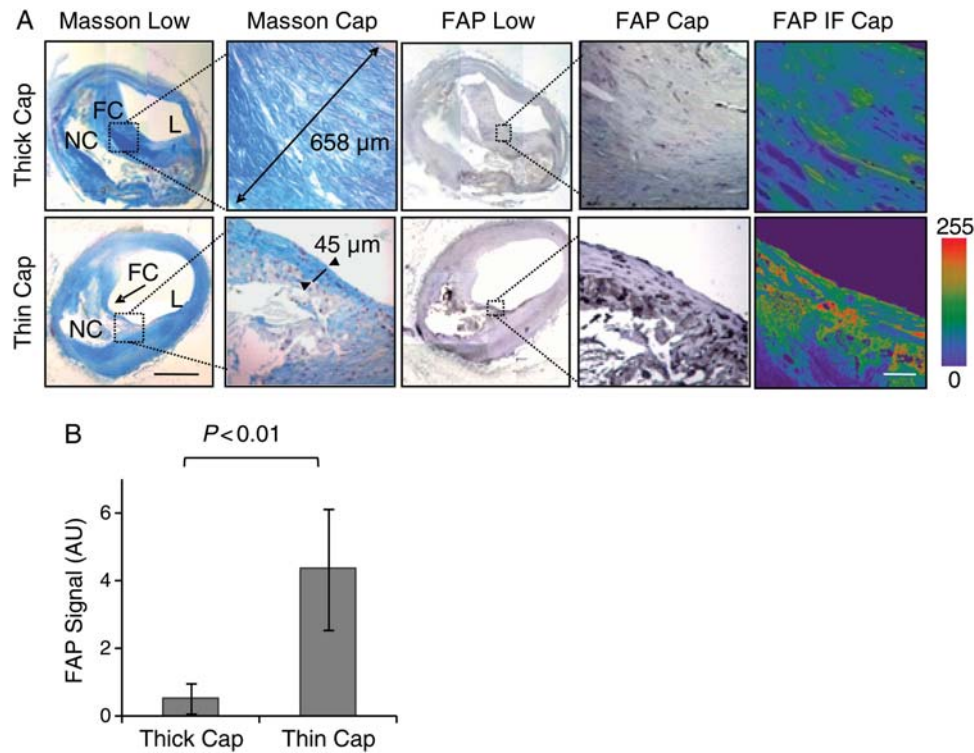 A
Masson Low Masson Cap FAP Low FAP Cap FAP IF Cap
Thick Cap
FC
NC
L
658 µm
Thin Cap
FC
NC
L
45 µm
255
0
B
P<0.01
FAP Signal (AU)
6
4
2
0
Thick Cap Thin Cap